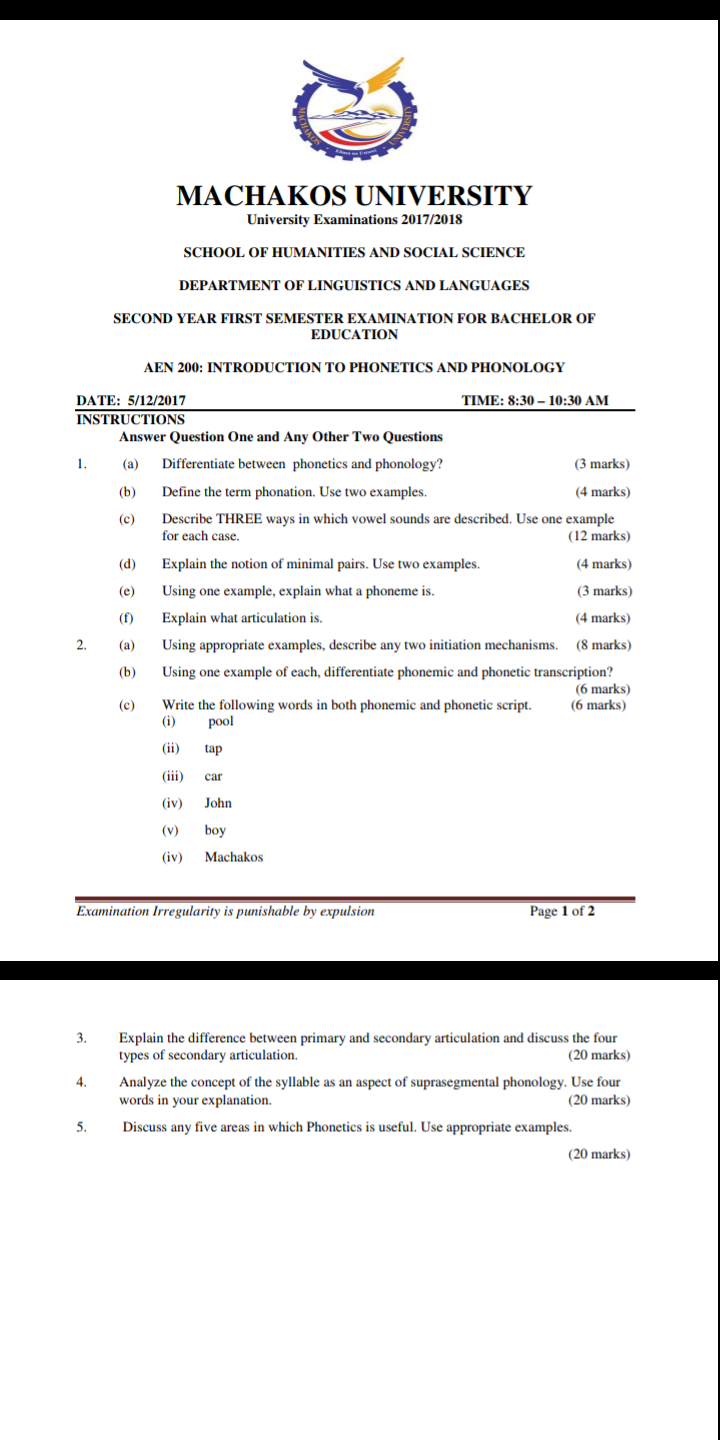 MACHAKOS UNIVERSITY
MACHAKOS UNIVERSITY
University Examinations 2017/2018
SCHOOL OF HUMANITIES AND SOCIAL SCIENCE
DEPARTMENT OF LINGUISTICS AND LANGUAGES
SECOND YEAR FIRST SEMESTER EXAMINATION FOR BACHELOR OF
EDUCATION
AEN 200: INTRODUCTION TO PHONETICS AND PHONOLOGY
DATE: 5/12/2017 TIME: 8:30 – 10:30 AM
INSTRUCTIONS
Answer Question One and Any Other Two Questions
1. (a) Differentiate between phonetics and phonology? (3 marks)
(b) Define the term phonation. Use two examples. (4 marks)
(c) Describe THREE ways in which vowel sounds are described. Use one example
for each case. (12 marks)
(d) Explain the notion of minimal pairs. Use two examples. (4 marks)
(e) Using one example, explain what a phoneme is. (3 marks)
(f) Explain what articulation is. (4 marks)
2. (a) Using appropriate examples, describe any two initiation mechanisms. (8 marks)
(b) Using one example of each, differentiate phonemic and phonetic transcription?
(6 marks)
(c) Write the following words in both phonemic and phonetic script. (6 marks)
(i) pool
(ii) tap
(iii) car
(iv) John
(v) boy
(iv) Machakos
Examination Irregularity is punishable by expulsion Page 1 of 2
3. Explain the difference between primary and secondary articulation and discuss the four
types of secondary articulation. (20 marks)
4. Analyze the concept of the syllable as an aspect of suprasegmental phonology. Use four
words in your explanation. (20 marks)
5. Discuss any five areas in which Phonetics is useful. Use appropriate examples.
(20 marks)